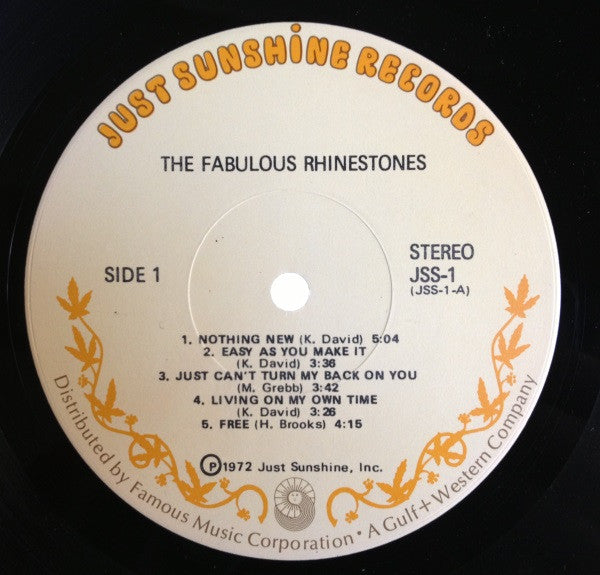 JUST SUNSHINE RECORDS
THE FABULOUS RHINESTONES
SIDE 1
STEREO
JSS-1
(JSS-1-A)
1. NOTHING NEW (K. David) 5:04
2. EASY AS YOU MAKE IT
(K. David) 3:36
3. JUST CAN'T TURN MY BACK ON YOU
(M. Grebb) 3:42
4. LIVING ON MY OWN TIME
(K. David) 3:26
5. FREE (H. Brooks) 4:15
℗1972 Just Sunshine, Inc.
Distributed by Famous Music Corporation • A Gulf+Western Company